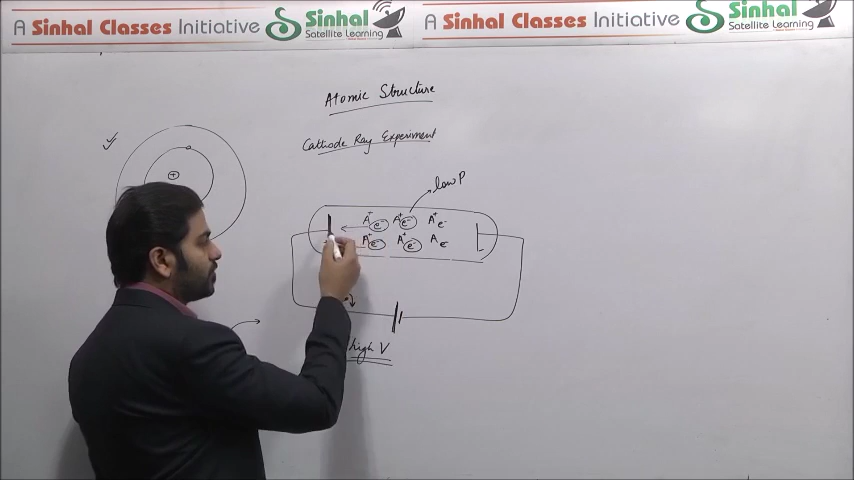 A Sinhal Classes Initiative Sinhal Satellite Learning A Sinhal Classes Initiative Sinhal Satellite Learning
Atomic Structure
Cathode Ray Experiment
low P
+
A+ e- A+ e- A+ e-
A+ e- A+ e- A e-
high V